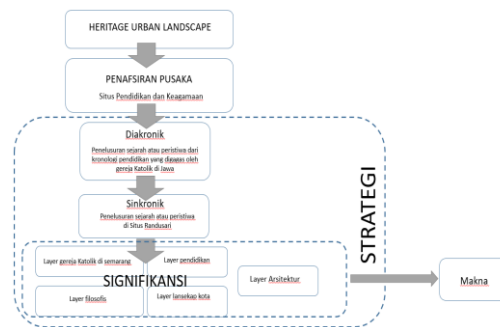 HERITAGE URBAN LANDSCAPE
PENAFSIRAN PUSAKA
Situs Pendidikan dan Keagamaan
Diakronik
Penelusuran sejarah atau peristiwa dari
kronologi pendidikan yang digagas oleh
gereja Katolik di Jawa
Sinkronik
Penelusuran sejarah atau peristiwa
di Situs Randusari
Layer gereja Katolik di semarang
Layer pendidikan
SIGNIFIKANSI
Layer filosofis
Layer lansekap kota
Layer Arsitektur
STRATEGI
Makna